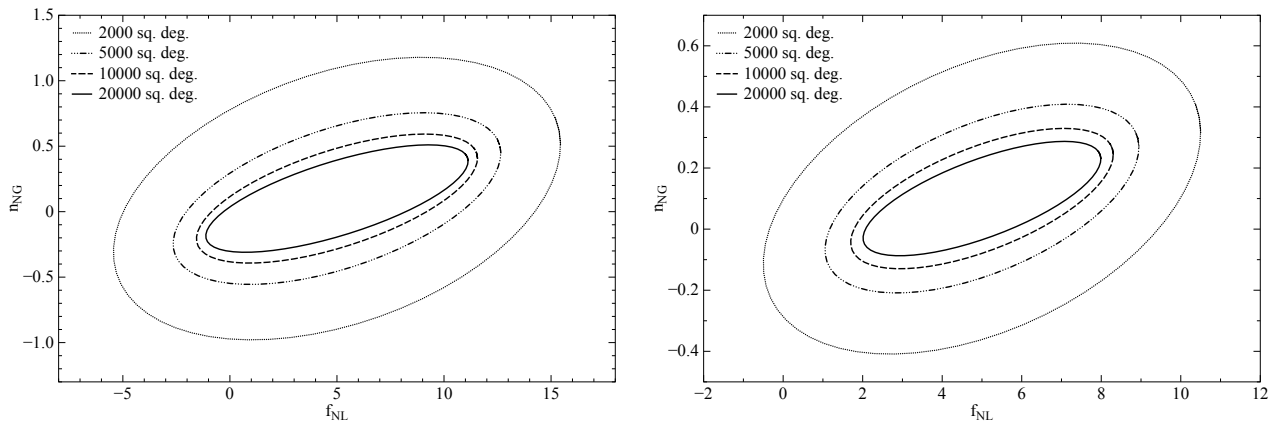 2000 sq. deg.
5000 sq. deg.
10000 sq. deg.
20000 sq. deg.
1.5
1.0
0.5
0
−0.5
−1.0
n_NG
−5
0
5
10
15
f_NL
2000 sq. deg.
5000 sq. deg.
10000 sq. deg.
20000 sq. deg.
0.6
0.4
0.2
0
−0.2
−0.4
n_NG
−2
0
2
4
6
8
10
12
f_NL